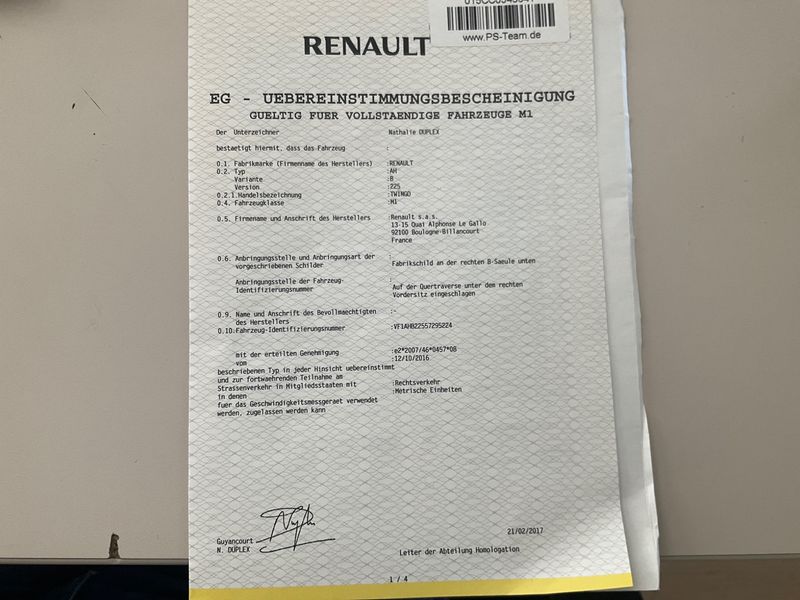 www.PS-Team.de
RENAULT
EG - UEBEREINSTIMMUNGSBESCHEINIGUNG
GUELTIG FUER VOLLSTAENDIGE FAHRZEUGE M1
Der Unterzeichner Nathalie DUPLEX
bestaetigt hiermit, dass das Fahrzeug :
0.1. Fabrikmarke (Firmenname des Herstellers) :RENAULT
0.2. Typ :AH
Variante :B
Version :225
0.2.1.Handelsbezeichnung :TWINGO
0.4. Fahrzeugklasse :M1
0.5. Firmename und Anschrift des Herstellers :Renault s.a.s.
13-15 Quai Alphonse Le Gallo
92100 Boulogne-Billancourt
France
0.6. Anbringungsstelle und Anbringungsart der :
vorgeschriebenen Schilder Fabrikschild an der rechten B-Saeule unten
Anbringungsstelle der Fahrzeug- :
Identifizierungsnummer Auf der Quertraverse unter dem rechten
Vordersitz eingeschlagen
0.9. Name und Anschrift des Bevollmaechtigten :-
des Herstellers
0.10.Fahrzeug-Identifizierungsnummer :VF1AHB22557295224
mit der erteilten Genehmigung :e2*2007/46*0457*08
vom :12/10/2016
beschriebenen Typ in jeder Hinsicht uebereinstimmt
und zur fortwaehrenden Teilnahme am
Strassenverkehr in Mitgliedsstaaten mit :Rechtsverkehr
in denen :Metrische Einheiten
fuer das Geschwindigkeitsmessgeraet verwendet
werden, zugelassen werden kann
Guyancourt 21/02/2017
N. DUPLEX Leiter der Abteilung Homologation
1 / 4